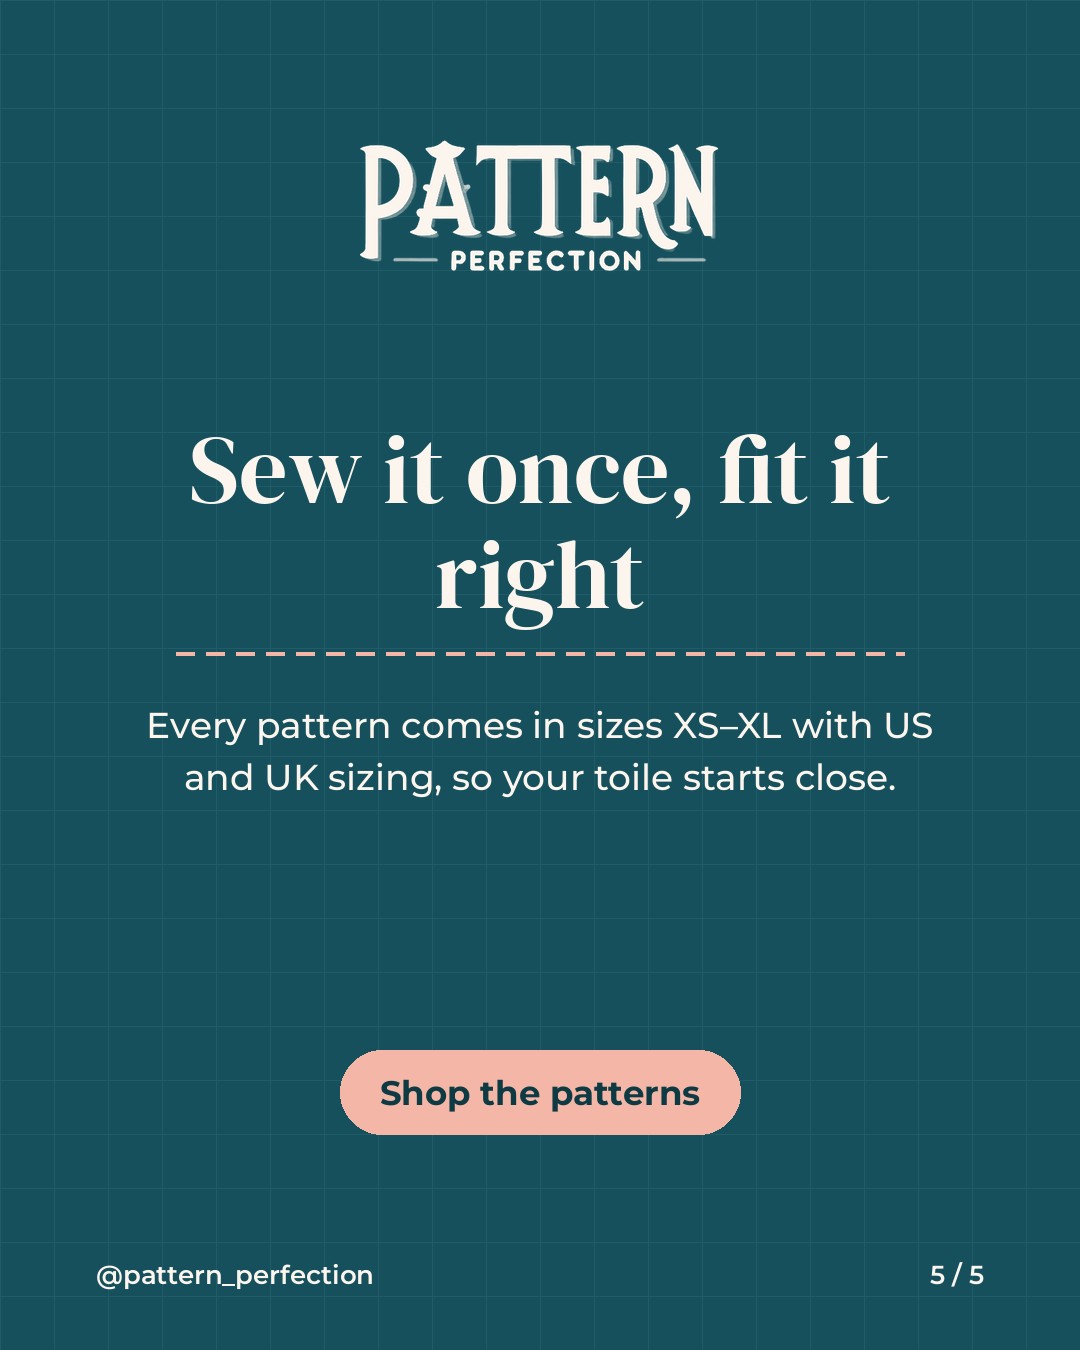 PATTERN
PERFECTION
Sew it once, fit it
right
Every pattern comes in sizes XS–XL with US
and UK sizing, so your toile starts close.
Shop the patterns
@pattern_perfection
5 / 5